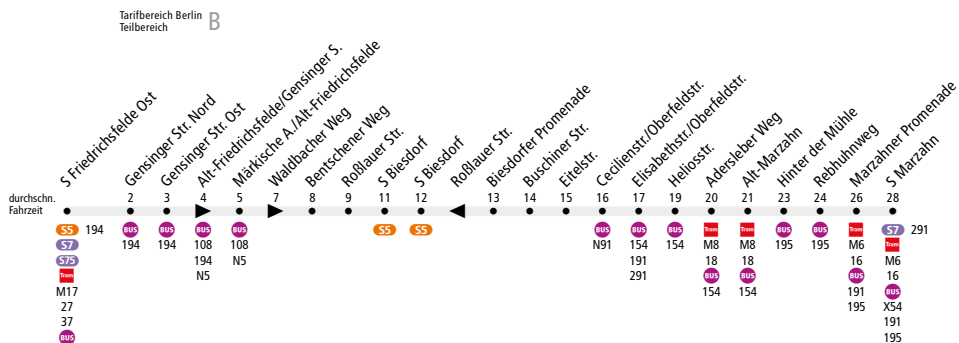 Tarifbereich Berlin
Teilbereich B
S Friedrichsfelde Ost
Gensinger Str. Nord
Gensinger Str. Ost
Alt-Friedrichsfelde/Gensinger S.
Märkische A./Alt-Friedrichsfelde
Waldbacher Weg
Bentschener Weg
Roßlauer Str.
S Biesdorf
S Biesdorf
Roßlauer Str.
Biesdorfer Promenade
Buschiner Str.
Eitelstr.
Cecilienstr./Oberfeldstr.
Elisabethstr./Oberfeldstr.
Heliosstr.
Adersleber Weg
Alt-Marzahn
Hinter der Mühle
Rebhuhnweg
Marzahner Promenade
S Marzahn
durchschn. 2 3 4 5 7 8 9 11 12 13 14 15 16 17 19 20 21 23 24 26 28
Fahrzeit
S5 194 BUS BUS BUS BUS S5 S5 BUS BUS BUS Tram Tram BUS BUS Tram S7 291
S7 194 194 108 108 N91 154 154 M8 M8 195 195 M6 Tram
S75 194 N5 191 18 18 16 M6
Tram N5 291 BUS BUS BUS 16
M17 154 154 191 BUS
27 195 X54
37 191
BUS 195